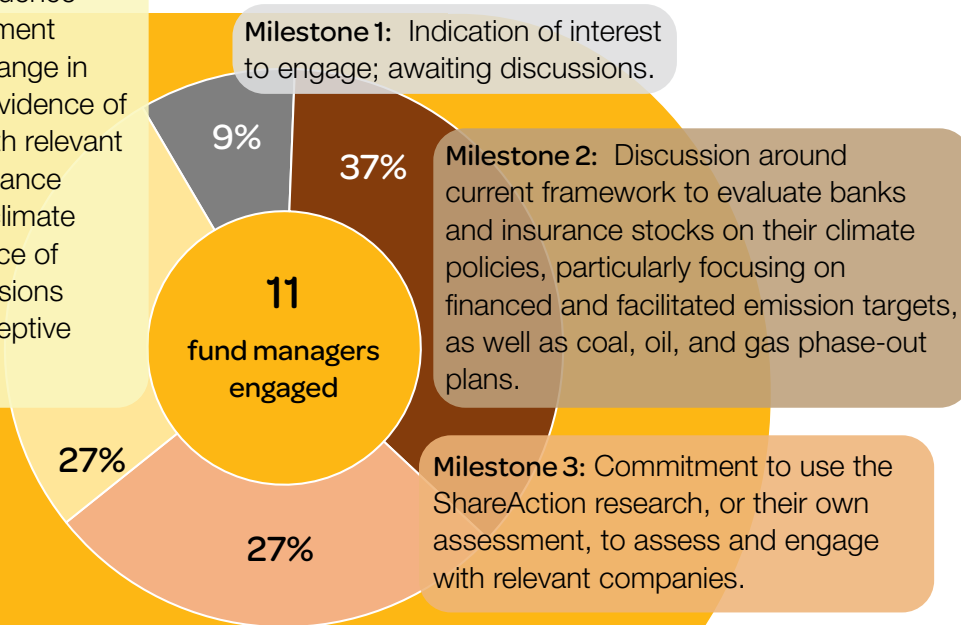 dence
ment
ange in
vidence of
th relevant
ance
climate
ce of
sions
eptive
Milestone 1: Indication of interest
to engage; awaiting discussions.
9%
37%
Milestone 2: Discussion around
current framework to evaluate banks
and insurance stocks on their climate
policies, particularly focusing on
financed and facilitated emission targets,
as well as coal, oil, and gas phase-out
plans.
11
fund managers
engaged
27%
27%
Milestone 3: Commitment to use the
ShareAction research, or their own
assessment, to assess and engage
with relevant companies.